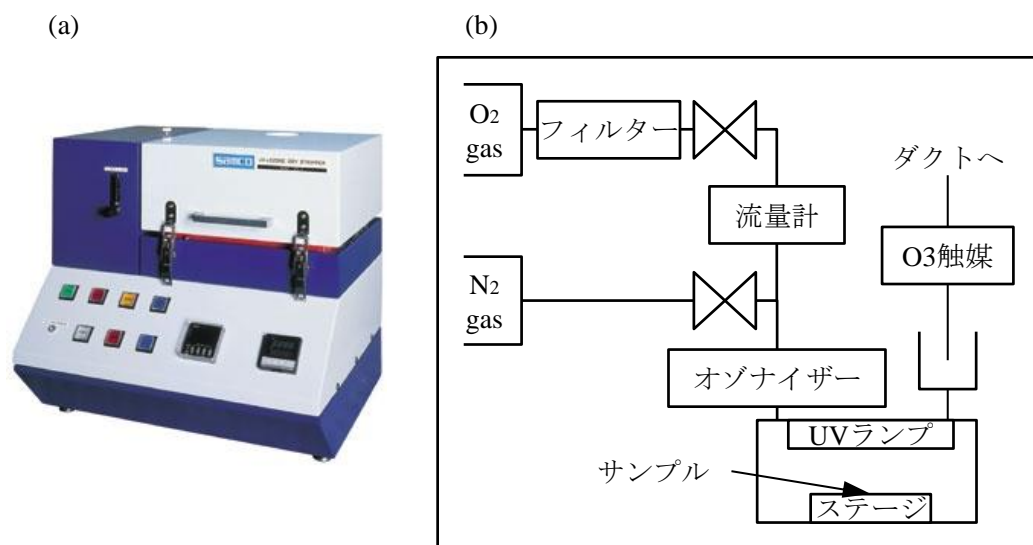 (a)
(b)
samco
O2
gas
フィルター
流量計
N2
gas
オゾナイザー
UVランプ
サンプル
ステージ
ダクトへ
O3触媒